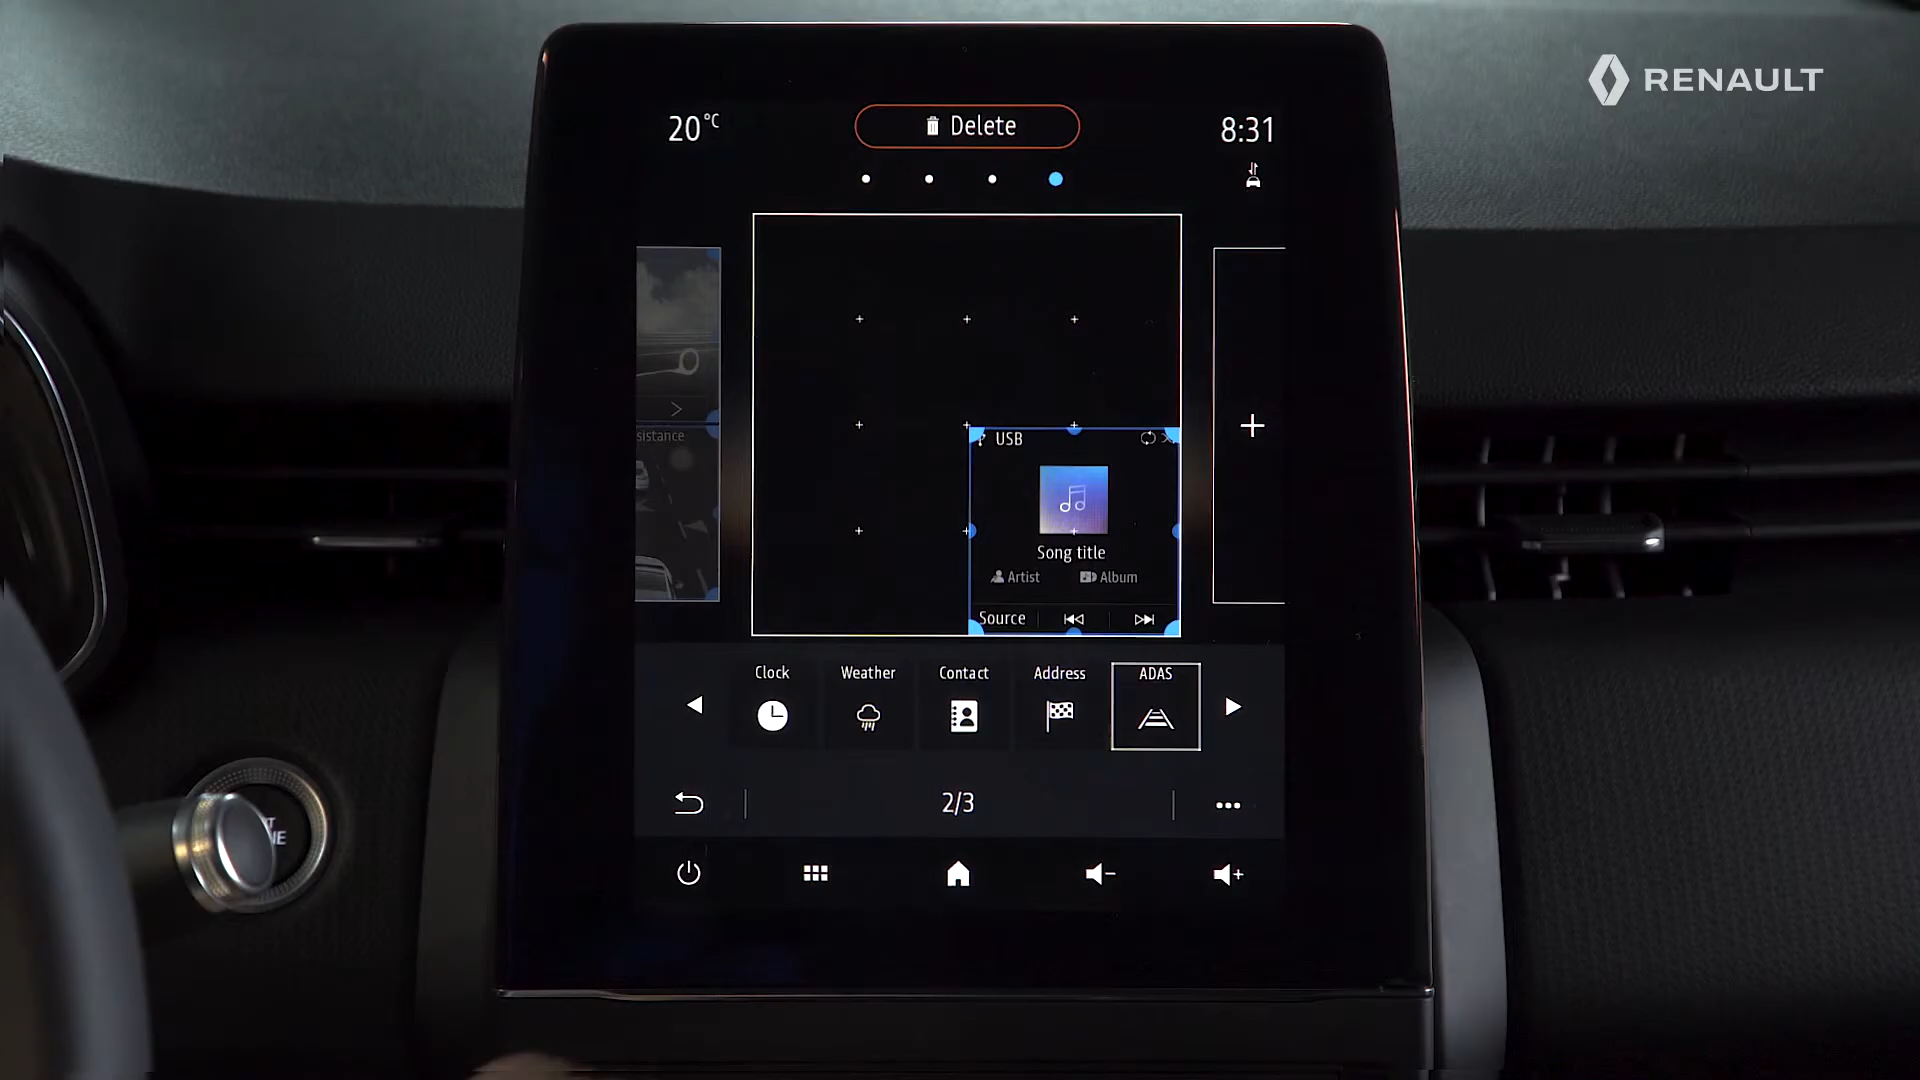 RENAULT
20°C
Delete
8:31
sistance
USB
Song title
Artist
Album
Source
Clock
Weather
Contact
Address
ADAS
2/3